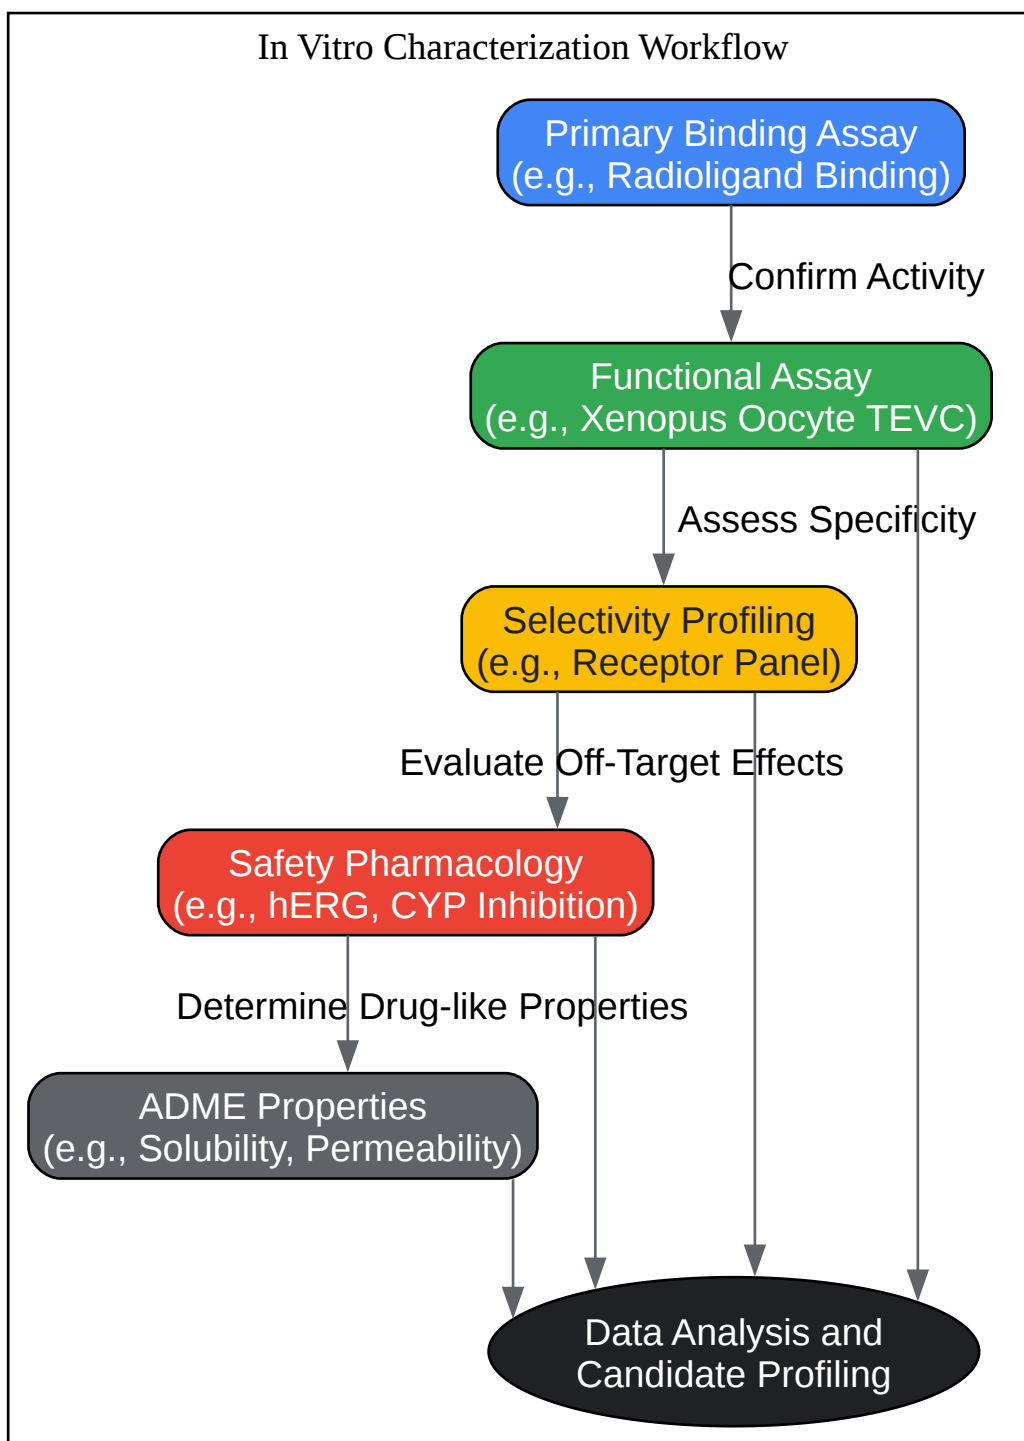 In Vitro Characterization Workflow
Primary Binding Assay
(e.g., Radioligand Binding)
Confirm Activity
Functional Assay
(e.g., Xenopus Oocyte TEVC)
Assess Specificity
Selectivity Profiling
(e.g., Receptor Panel)
Evaluate Off-Target Effects
Safety Pharmacology
(e.g., hERG, CYP Inhibition)
Determine Drug-like Properties
ADME Properties
(e.g., Solubility, Permeability)
Data Analysis and
Candidate Profiling